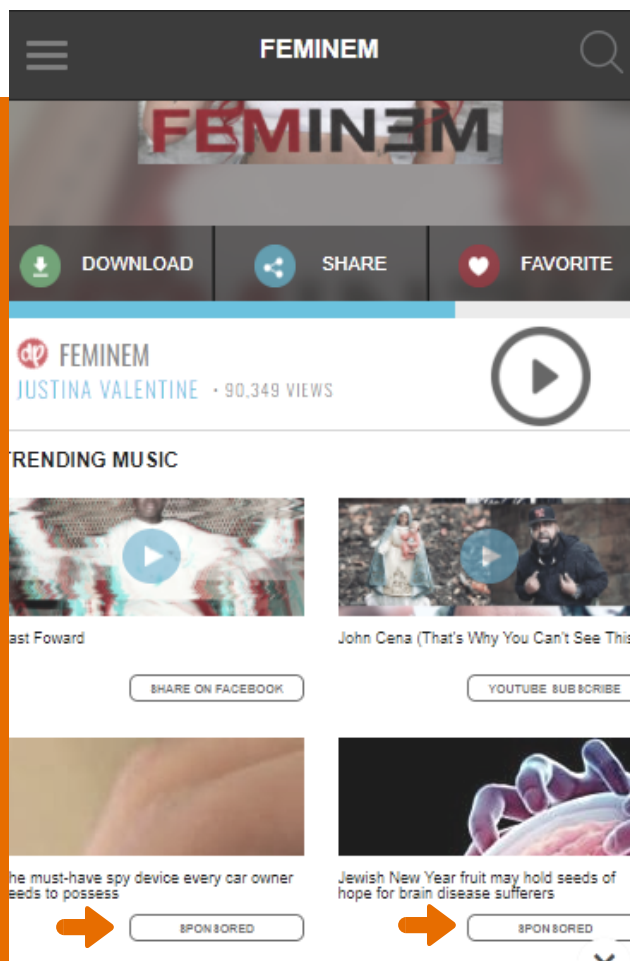 FEMINEM
FEMINEM
DOWNLOAD
SHARE
FAVORITE
dp FEMINEM
JUSTINA VALENTINE • 90,349 VIEWS
RENDING MUSIC
ast Foward
John Cena (That's Why You Can't See This
SHARE ON FACEBOOK
YOUTUBE SUBSCRIBE
he must-have spy device every car owner
eeds to possess
Jewish New Year fruit may hold seeds of
hope for brain disease sufferers
SPONSORED
SPONSORED